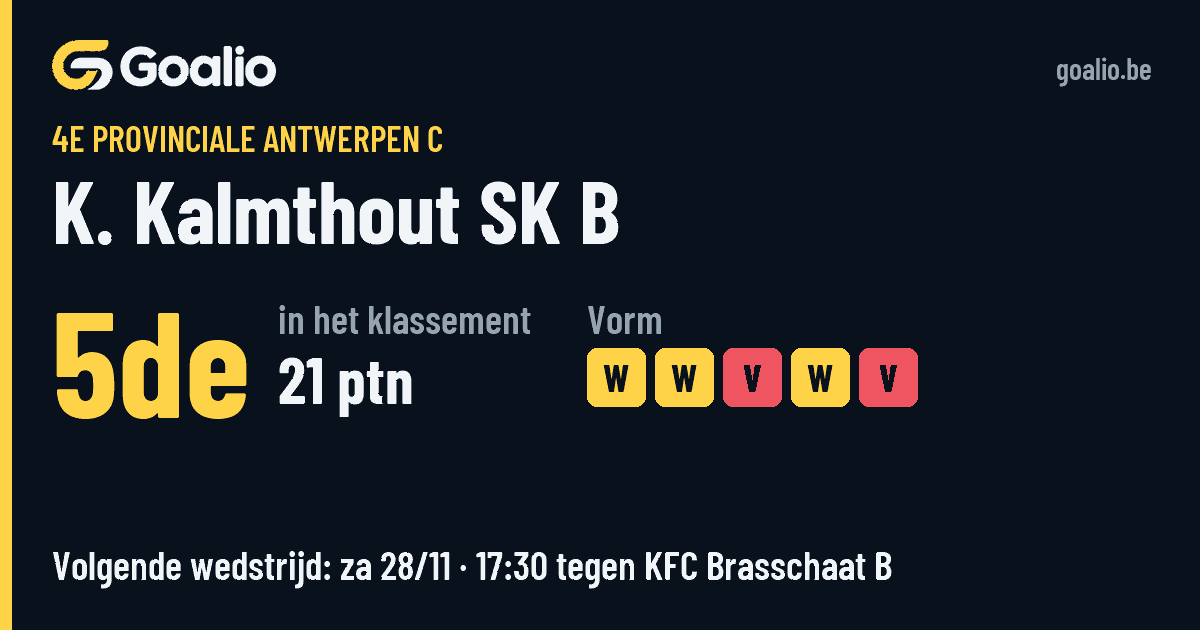 Goalio
goalio.be
4E PROVINCIALE ANTWERPEN C
K. Kalmthout SK B
5de
in het klassement
21 ptn
Vorm
W W V W V
Volgende wedstrijd: za 28/11 · 17:30 tegen KFC Brasschaat B